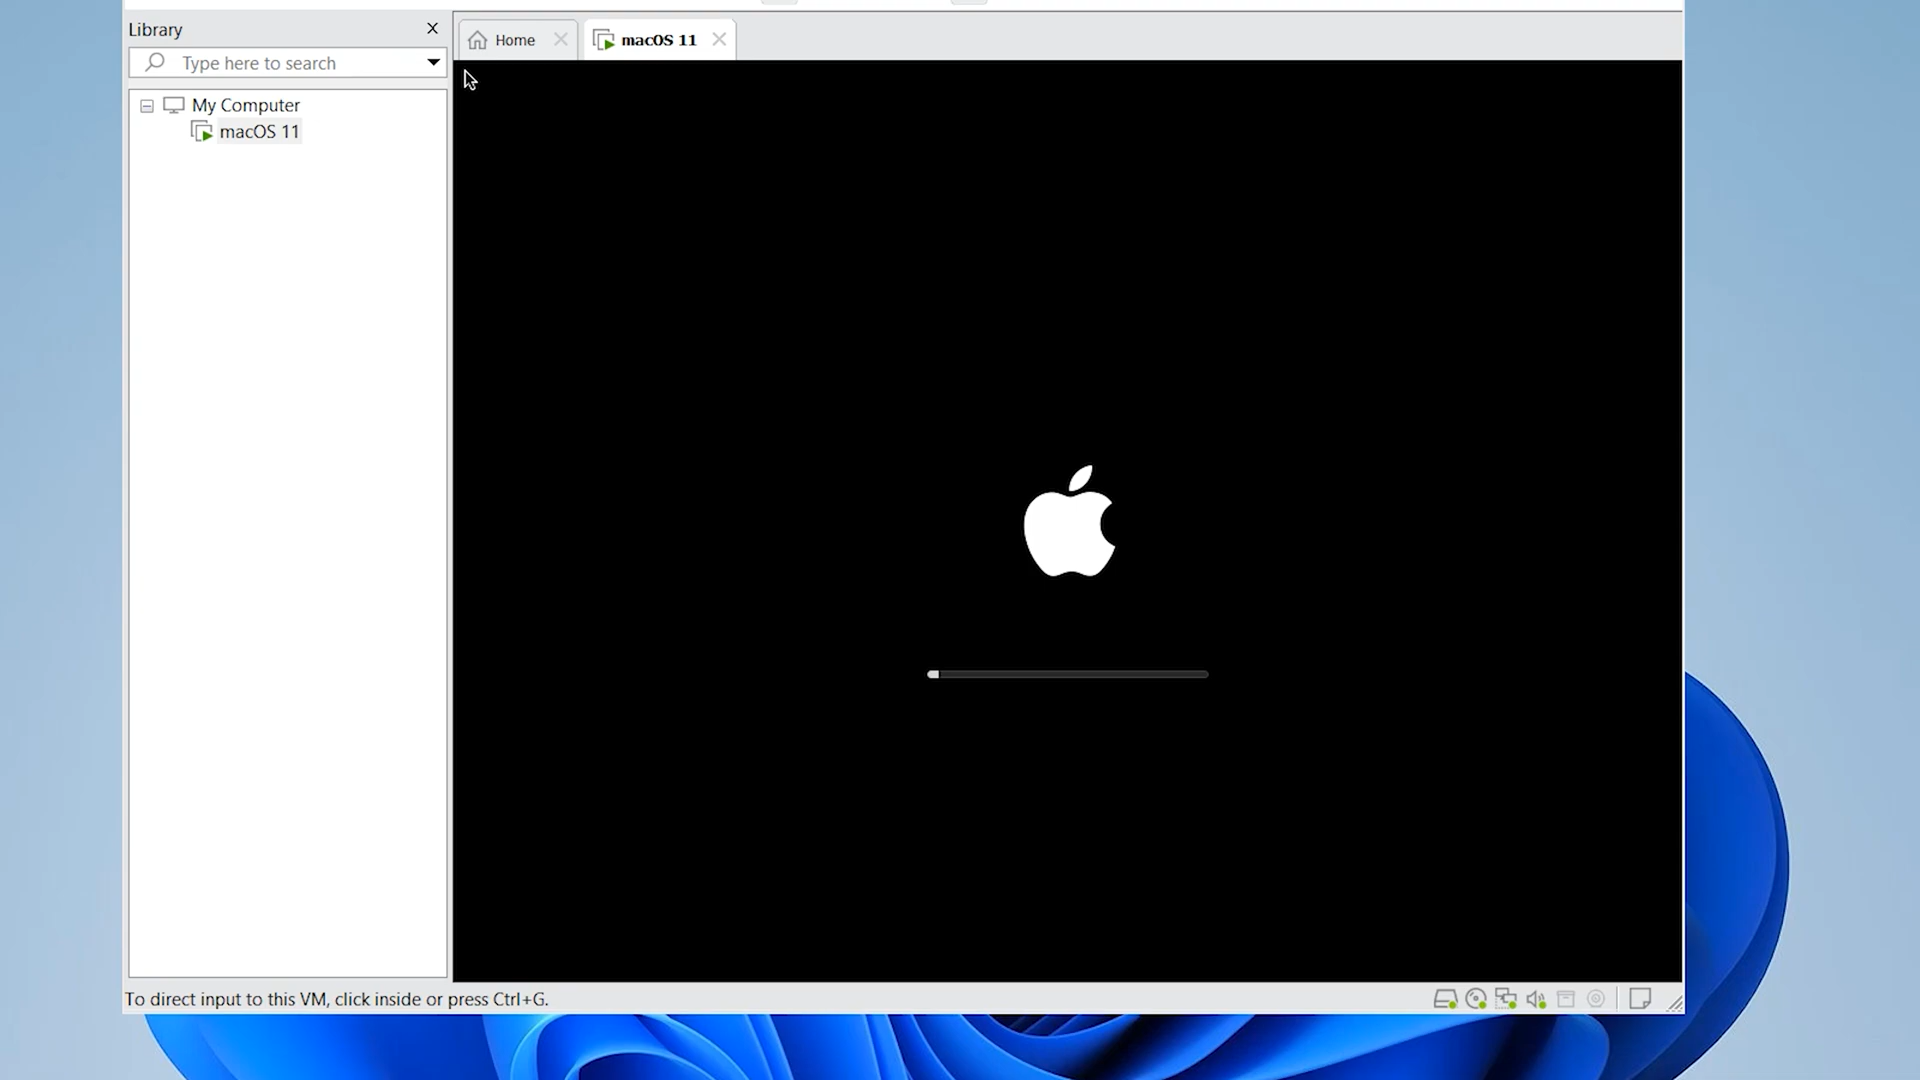 Library
Home
macOS 11
Type here to search
My Computer
macOS 11
To direct input to this VM, click inside or press Ctrl+G.